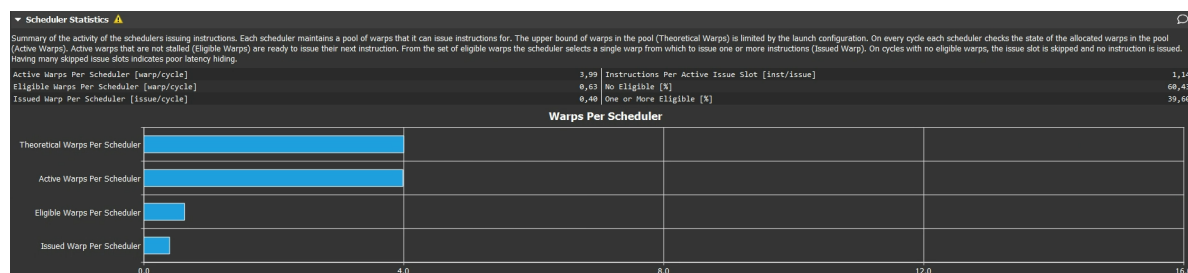 ▼ Scheduler Statistics
Summary of the activity of the schedulers issuing instructions. Each scheduler maintains a pool of warps that it can issue instructions for. The upper bound of warps in the pool (Theoretical Warps) is limited by the launch configuration. On every cycle each scheduler checks the state of the allocated warps in the pool
(Active Warps). Active warps that are not stalled (Eligible Warps) are ready to issue their next instruction. From the set of eligible warps the scheduler selects a single warp from which to issue one or more instructions (Issued Warp). On cycles with no eligible warps, the issue slot is skipped and no instruction is issued.
Having many skipped issue slots indicates poor latency hiding.
Active Warps Per Scheduler [warp/cycle] 3,99 Instructions Per Active Issue Slot [inst/issue] 1,14
Eligible Warps Per Scheduler [warp/cycle] 0,63 No Eligible [%] 60,43
Issued Warp Per Scheduler [issue/cycle] 0,40 One or More Eligible [%] 39,60
Warps Per Scheduler
Theoretical Warps Per Scheduler
Active Warps Per Scheduler
Eligible Warps Per Scheduler
Issued Warp Per Scheduler
0.0 4.0 8.0 12.0 16.0